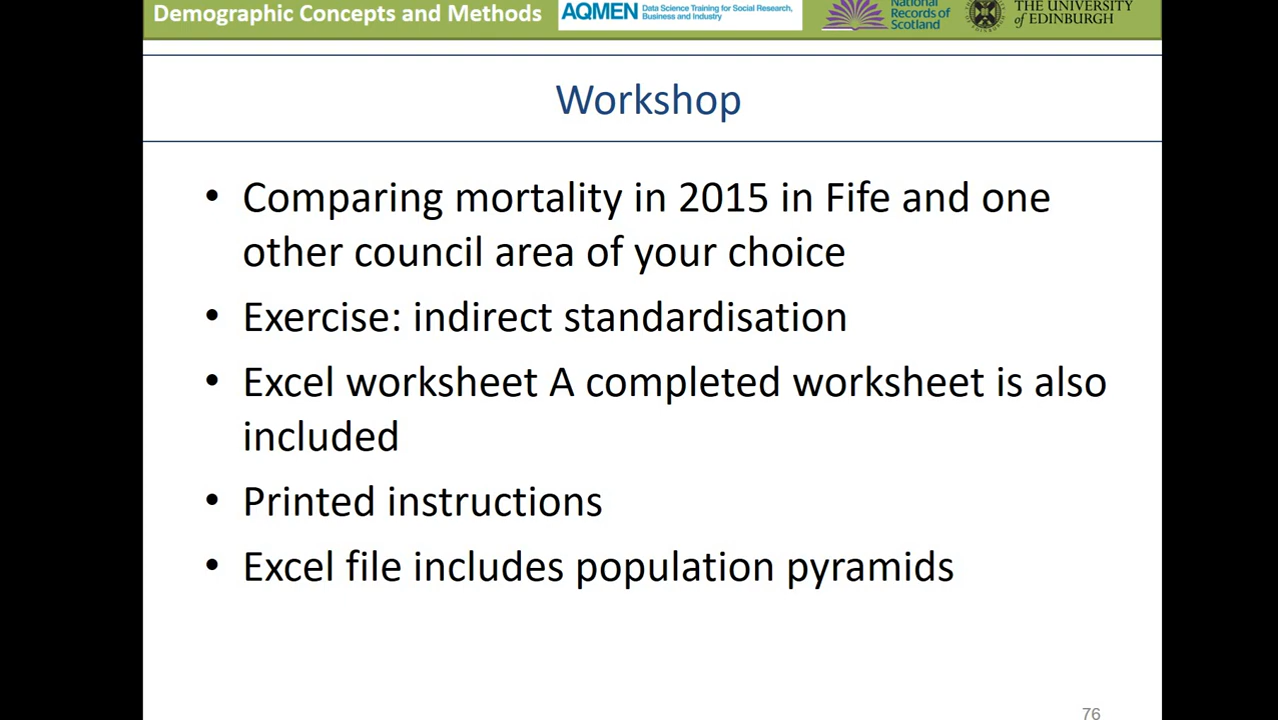 Demographic Concepts and Methods
AQMEN
Data Science Training for Social Research,
Business and Industry
National
Records of
Scotland
THE UNIVERSITY
of EDINBURGH
Workshop
• Comparing mortality in 2015 in Fife and one
other council area of your choice
• Exercise: indirect standardisation
• Excel worksheet A completed worksheet is also
included
• Printed instructions
• Excel file includes population pyramids
76